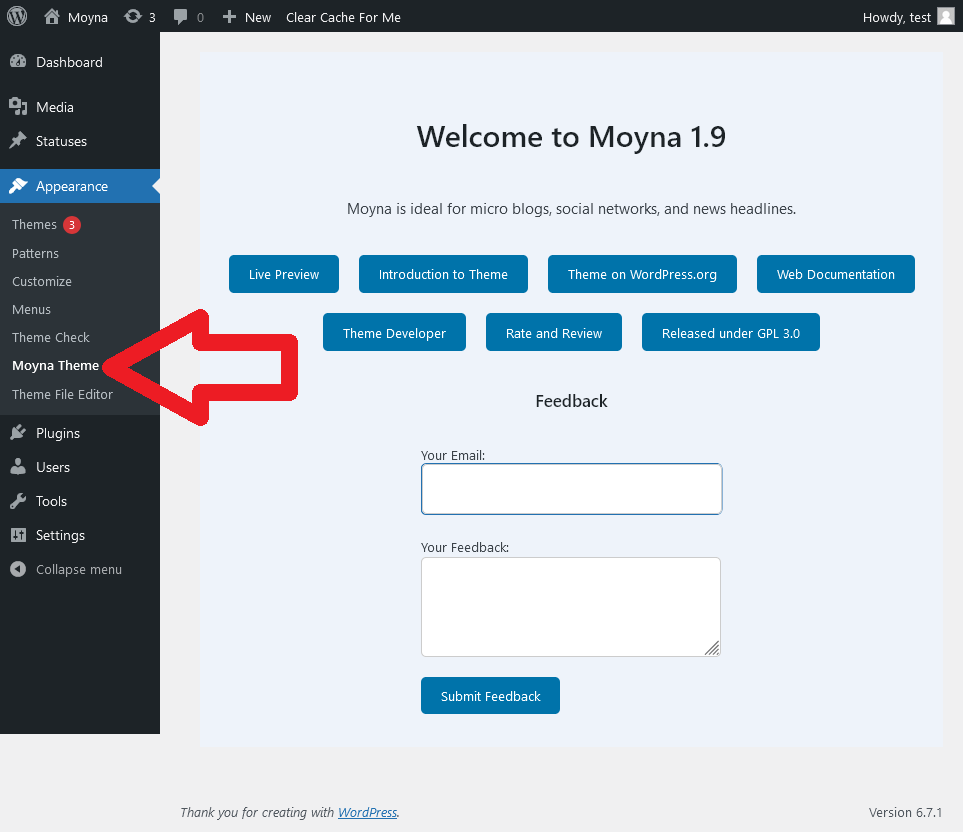 Moyna 3 0 New Clear Cache For Me Howdy, test
Dashboard
Media
Statuses
Appearance
Themes 3
Patterns
Customize
Menus
Theme Check
Moyna Theme
Theme File Editor
Plugins
Users
Tools
Settings
Collapse menu
Welcome to Moyna 1.9
Moyna is ideal for micro blogs, social networks, and news headlines.
Live Preview Introduction to Theme Theme on WordPress.org Web Documentation
Theme Developer Rate and Review Released under GPL 3.0
Feedback
Your Email:
Your Feedback:
Submit Feedback
Thank you for creating with WordPress. Version 6.7.1